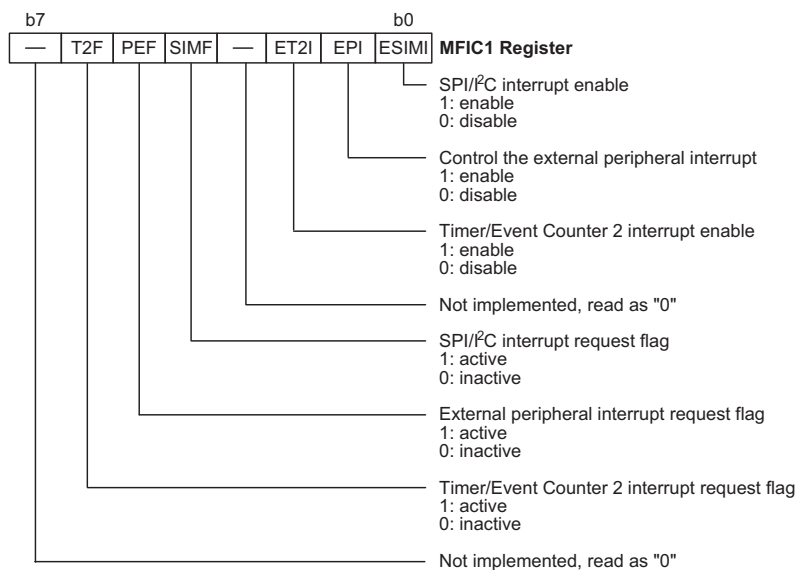 b7 b0
— T2F PEF SIMF — ET2I EPI ESIMI MFIC1 Register
SPI/I²C interrupt enable
1: enable
0: disable
Control the external peripheral interrupt
1: enable
0: disable
Timer/Event Counter 2 interrupt enable
1: enable
0: disable
Not implemented, read as "0"
SPI/I²C interrupt request flag
1: active
0: inactive
External peripheral interrupt request flag
1: active
0: inactive
Timer/Event Counter 2 interrupt request flag
1: active
0: inactive
Not implemented, read as "0"